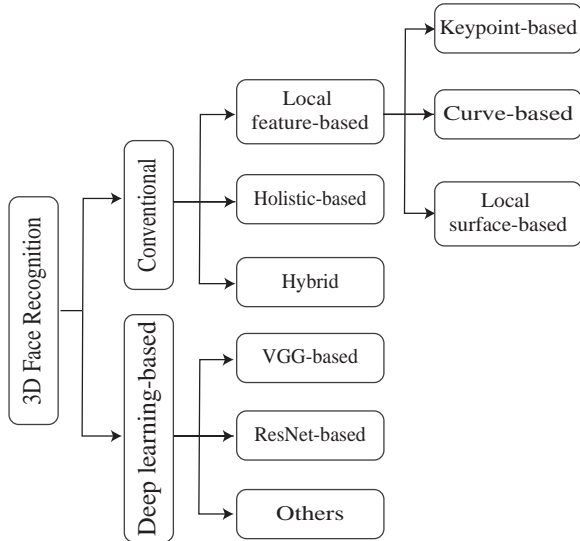 3D Face Recognition
Conventional
Deep learning-based
Local
feature-based
Holistic-based
Hybrid
VGG-based
ResNet-based
Others
Keypoint-based
Curve-based
Local
surface-based